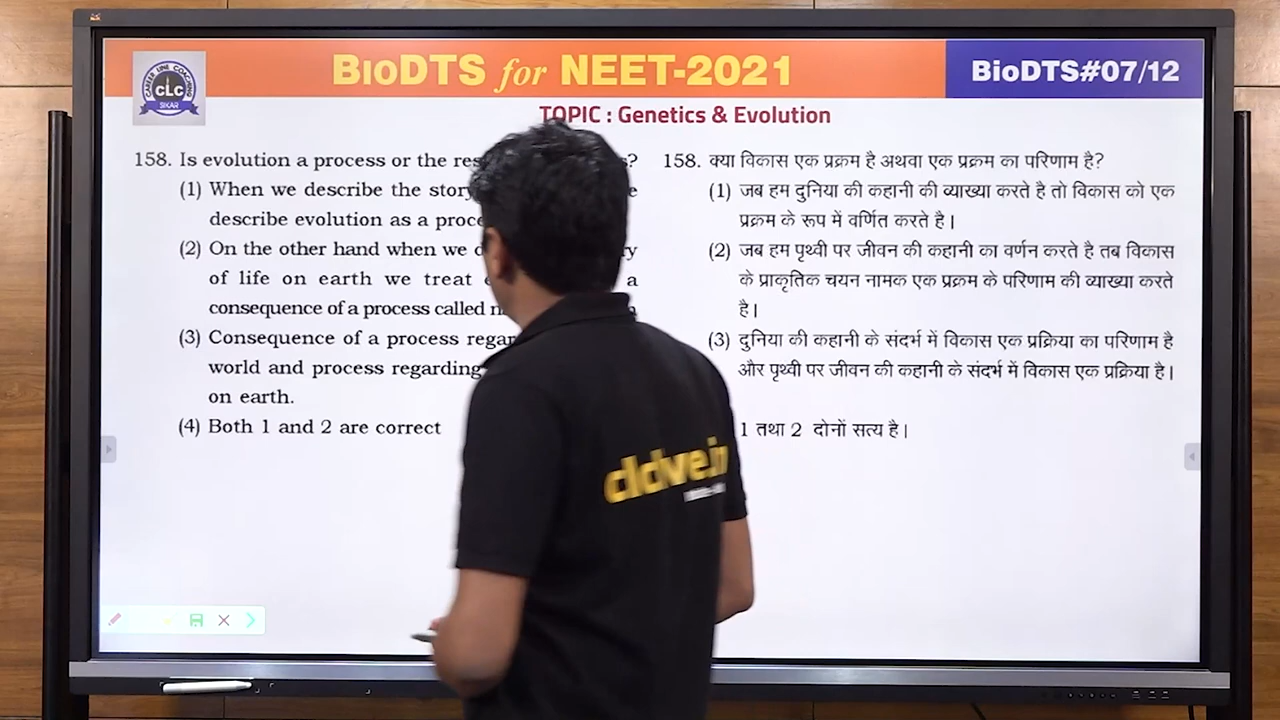 CAREER LINE COACHING
CLC
SIKAR
BIODTS for NEET-2021
BioDTS#07/12
TOPIC : Genetics & Evolution
158. Is evolution a process or the ?
(1) When we describe the story
describe evolution as a
(2) On the other hand when we
of life on earth we treat a
consequence of a process called
(3) Consequence of a process
world and process regarding
on earth.
(4) Both 1 and 2 are correct
158. क्या विकास एक प्रक्रम है अथवा एक प्रक्रम का परिणाम है?
(1) जब हम दुनिया की कहानी की व्याख्या करते है तो विकास को एक
प्रक्रम के रूप में वर्णित करते है।
(2) जब हम पृथ्वी पर जीवन की कहानी का वर्णन करते है तब विकास
के प्राकृतिक चयन नामक एक प्रक्रम के परिणाम की व्याख्या करते
है।
(3) दुनिया की कहानी के संदर्भ में विकास एक प्रक्रिया का परिणाम है
और पृथ्वी पर जीवन की कहानी के संदर्भ में विकास एक प्रक्रिया है।
1 तथा 2 दोनों सत्य है।